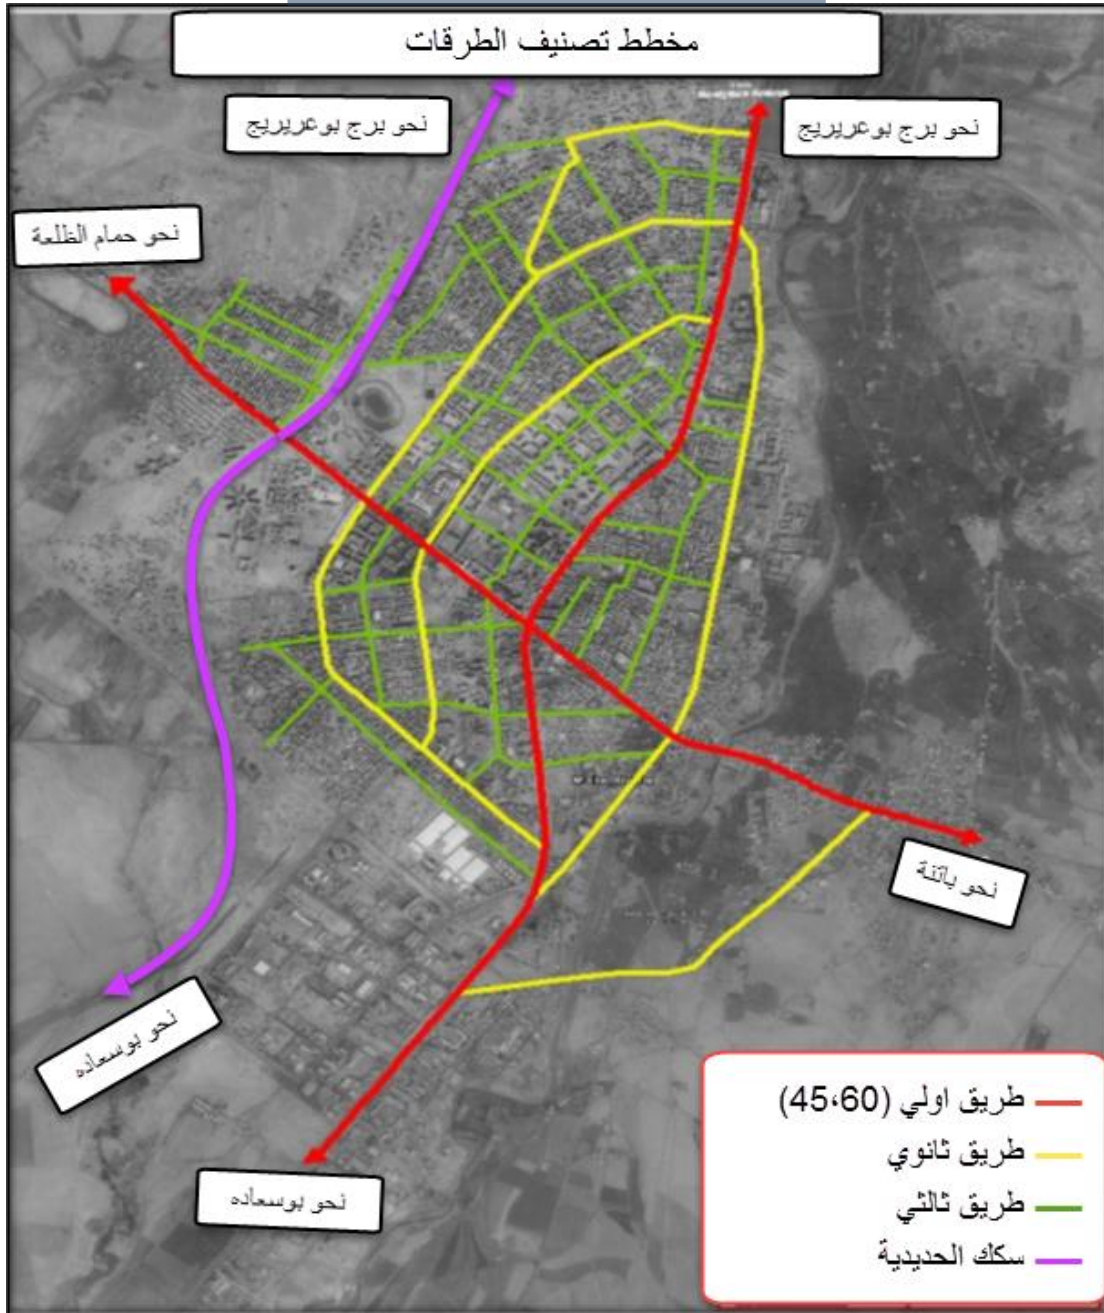 مخطط تصنيف الطرقات
نحو برج بوعريريج
نحو برج بوعريريج
نحو حمام الظلعة
نحو باتنة
نحو بوسعاده
نحو بوسعاده
طريق اولي (45،60)
طريق ثانوي
طريق ثالثي
سكك الحديدية